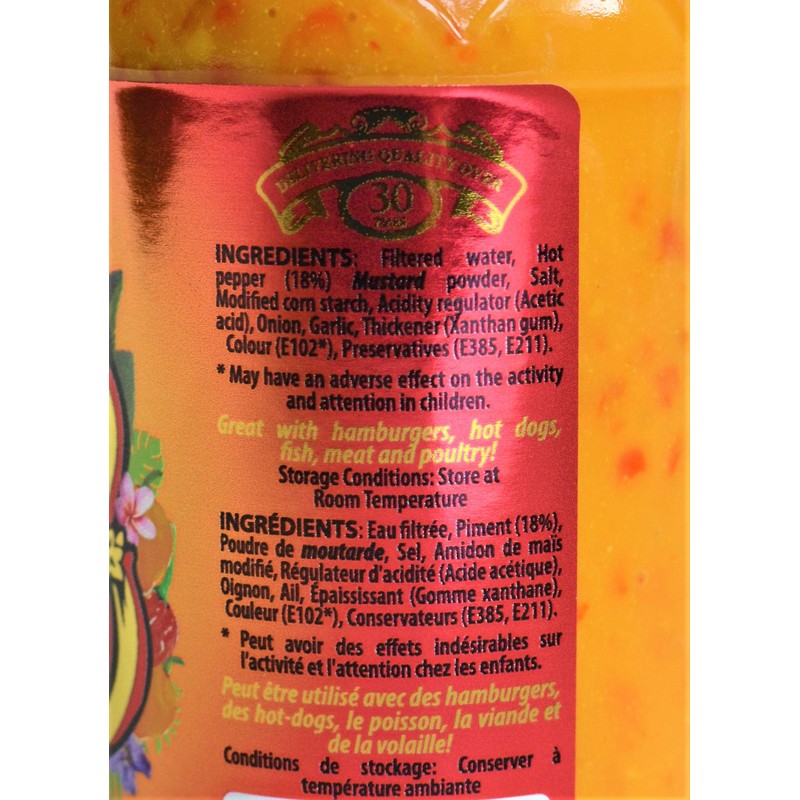 DELIVERING QUALITY OVER
30
YEARS
INGREDIENTS: Filtered water, Hot
pepper (18%) Mustard powder, Salt,
Modified corn starch, Acidity regulator (Acetic
acid), Onion, Garlic, Thickener (Xanthan gum),
Colour (E102*), Preservatives (E385, E211).
* May have an adverse effect on the activity
and attention in children.
Great with hamburgers, hot dogs,
fish, meat and poultry!
Storage Conditions: Store at
Room Temperature
INGRÉDIENTS: Eau filtrée, Piment (18%),
Poudre de moutarde, Sel, Amidon de maïs
modifié, Régulateur d'acidité (Acide acétique),
Oignon, Ail, Épaississant (Gomme xanthane),
Couleur (E102*), Conservateurs (E385, E211).
* Peut avoir des effets indésirables sur
l'activité et l'attention chez les enfants.
Peut être utilisé avec des hamburgers,
des hot-dogs, le poisson, la viande et
de la volaille!
Conditions de stockage: Conserver à
température ambiante